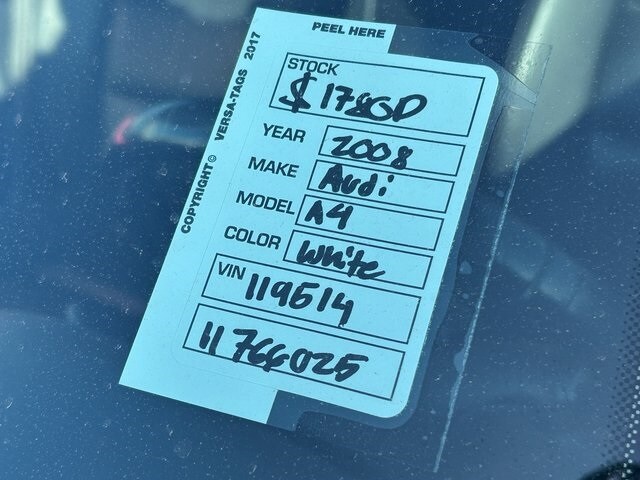 PEEL HERE
COPYRIGHT © VERSA-TAGS 2017
STOCK
$1780D
YEAR 2008
MAKE Audi
MODEL A4
COLOR White
VIN 119514
11766025